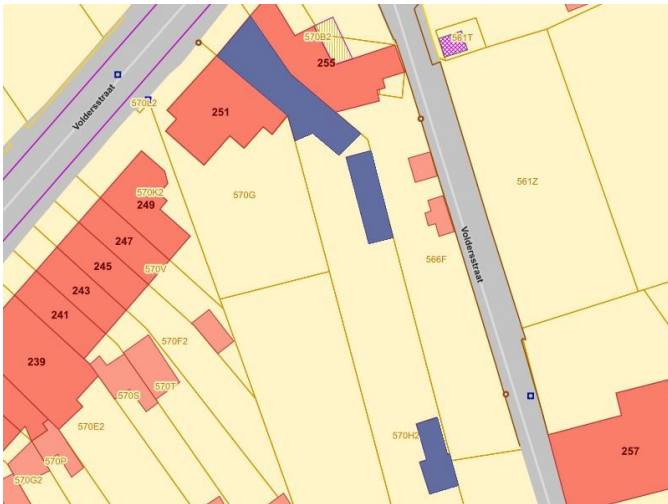 570B2
561T
255
Voldersstraat
570L2
251
561Z
570K2
570G
249
247
245
570V
566F
Voldersstraat
243
241
570F2
239
570T
570S
570E2
570H2
257
570P
570G2